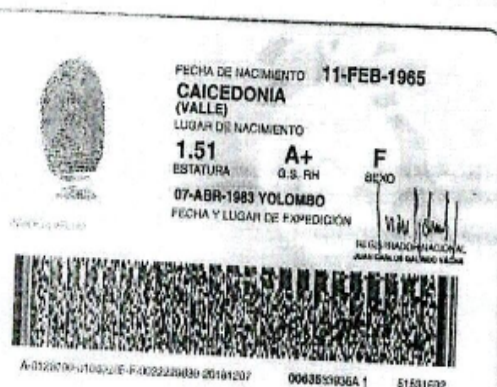 FECHA DE NACIMIENTO 11-FEB-1965
CAICEDONIA
(VALLE)
LUGAR DE NACIMIENTO
1.51 A+ F
ESTATURA G.S. RH SEXO
07-ABR-1983 YOLOMBO
FECHA Y LUGAR DE EXPEDICIÓN
REGISTRADOR NACIONAL
JUAN CARLOS GALINDO VACHA